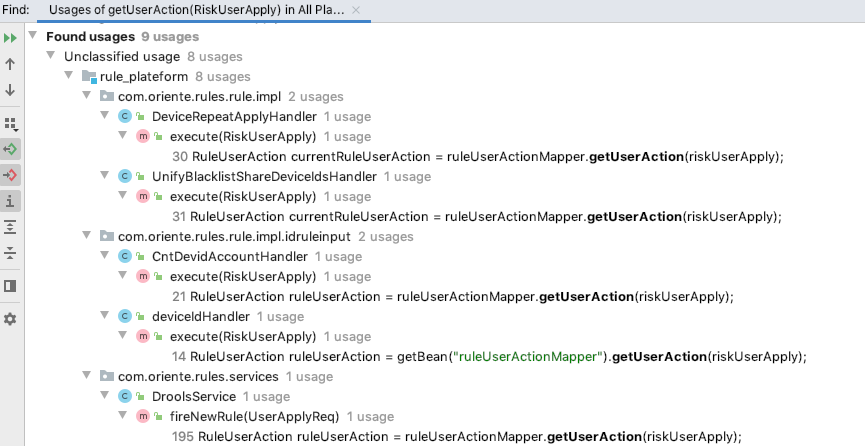 Find: Usages of getUserAction(RiskUserApply) in All Pla...
Found usages 9 usages
Unclassified usage 8 usages
rule_plateform 8 usages
com.oriente.rules.rule.impl 2 usages
DeviceRepeatApplyHandler 1 usage
execute(RiskUserApply) 1 usage
30 RuleUserAction currentRuleUserAction = ruleUserActionMapper.getUserAction(riskUserApply);
UnifyBlacklistShareDeviceIdsHandler 1 usage
execute(RiskUserApply) 1 usage
31 RuleUserAction currentRuleUserAction = ruleUserActionMapper.getUserAction(riskUserApply);
com.oriente.rules.rule.impl.idruleinput 2 usages
CntDevidAccountHandler 1 usage
execute(RiskUserApply) 1 usage
21 RuleUserAction ruleUserAction = ruleUserActionMapper.getUserAction(riskUserApply);
deviceIdHandler 1 usage
execute(RiskUserApply) 1 usage
14 RuleUserAction ruleUserAction = getBean("ruleUserActionMapper").getUserAction(riskUserApply);
com.oriente.rules.services 1 usage
DroolsService 1 usage
fireNewRule(UserApplyReq) 1 usage
195 RuleUserAction ruleUserAction = ruleUserActionMapper.getUserAction(riskUserApply);